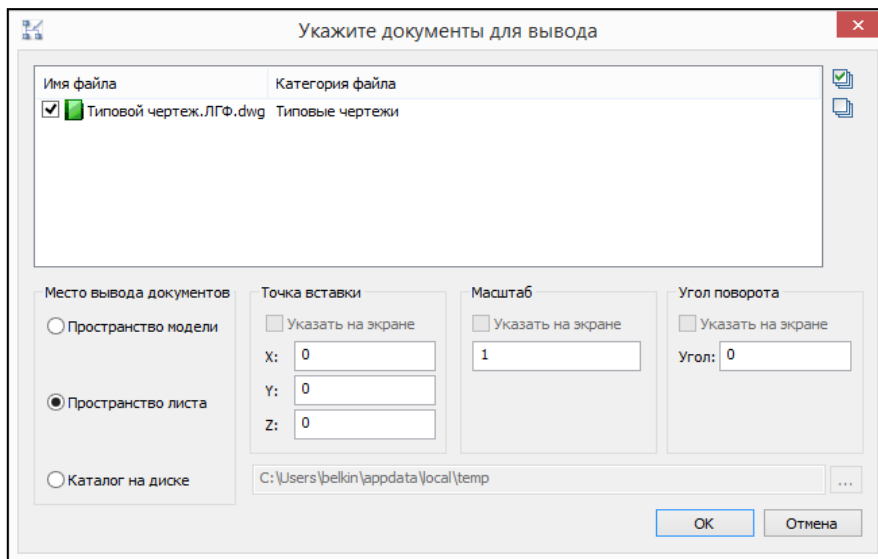 Укажите документы для вывода
Имя файла Категория файла
Типовой чертеж.ЛГФ.dwg Типовые чертежи
Место вывода документов Точка вставки Масштаб Угол поворота
Пространство модели Указать на экране Указать на экране Указать на экране
X: 0 1 Угол: 0
Y: 0
Пространство листа
Z: 0
Каталог на диске C:\Users\belkin\appdata\local\temp ...
OK Отмена